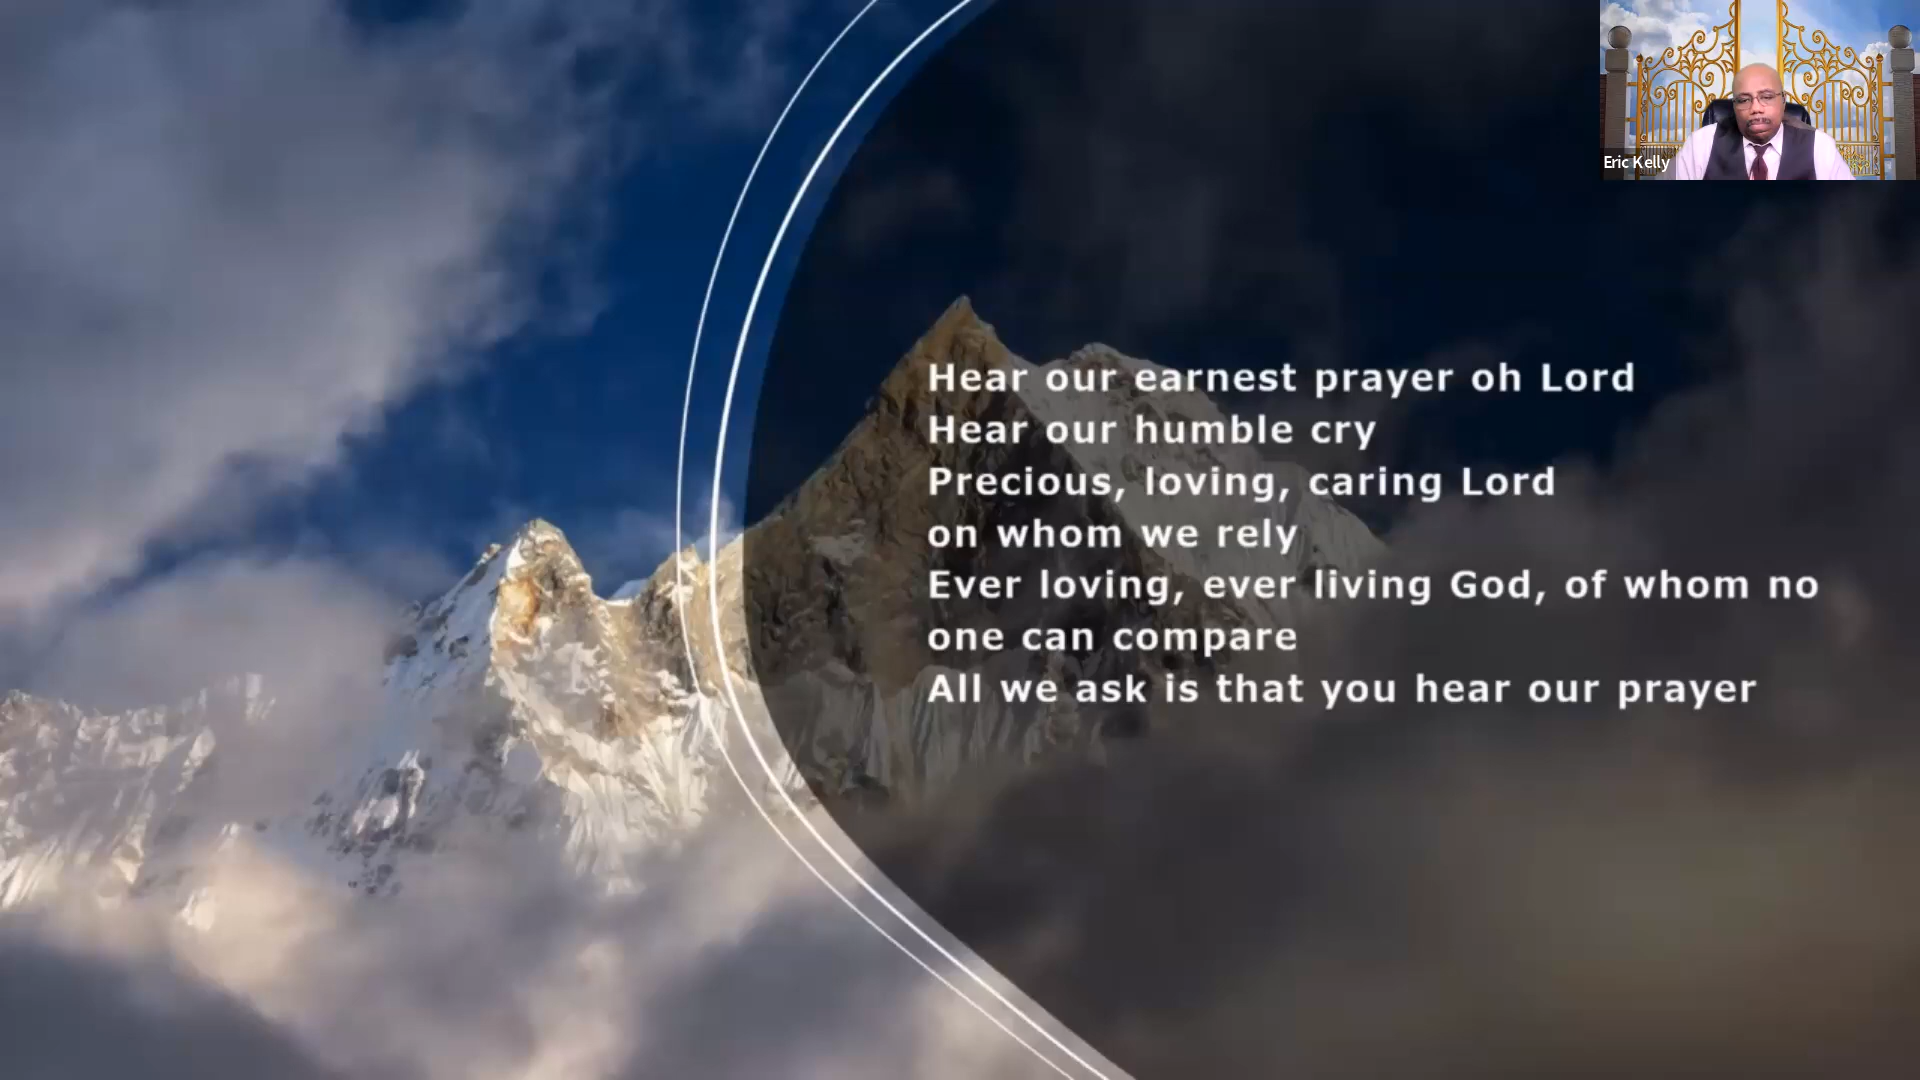 Eric Kelly
Hear our earnest prayer oh Lord
Hear our humble cry
Precious, loving, caring Lord
on whom we rely
Ever loving, ever living God, of whom no
one can compare
All we ask is that you hear our prayer